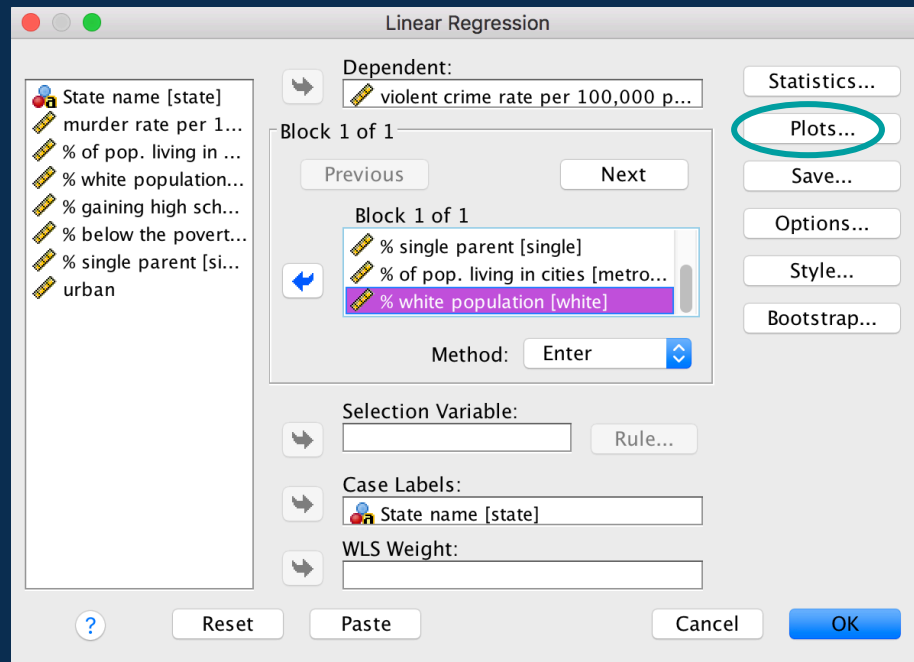 Linear Regression
State name [state]
murder rate per 1...
% of pop. living in ...
% white population...
% gaining high sch...
% below the povert...
% single parent [si...
urban
Dependent:
violent crime rate per 100,000 p...
Block 1 of 1
Previous
Next
Block 1 of 1
% single parent [single]
% of pop. living in cities [metro...
% white population [white]
Method: Enter
Selection Variable:
Rule...
Case Labels:
State name [state]
WLS Weight:
Statistics...
Plots...
Save...
Options...
Style...
Bootstrap...
? Reset Paste Cancel OK